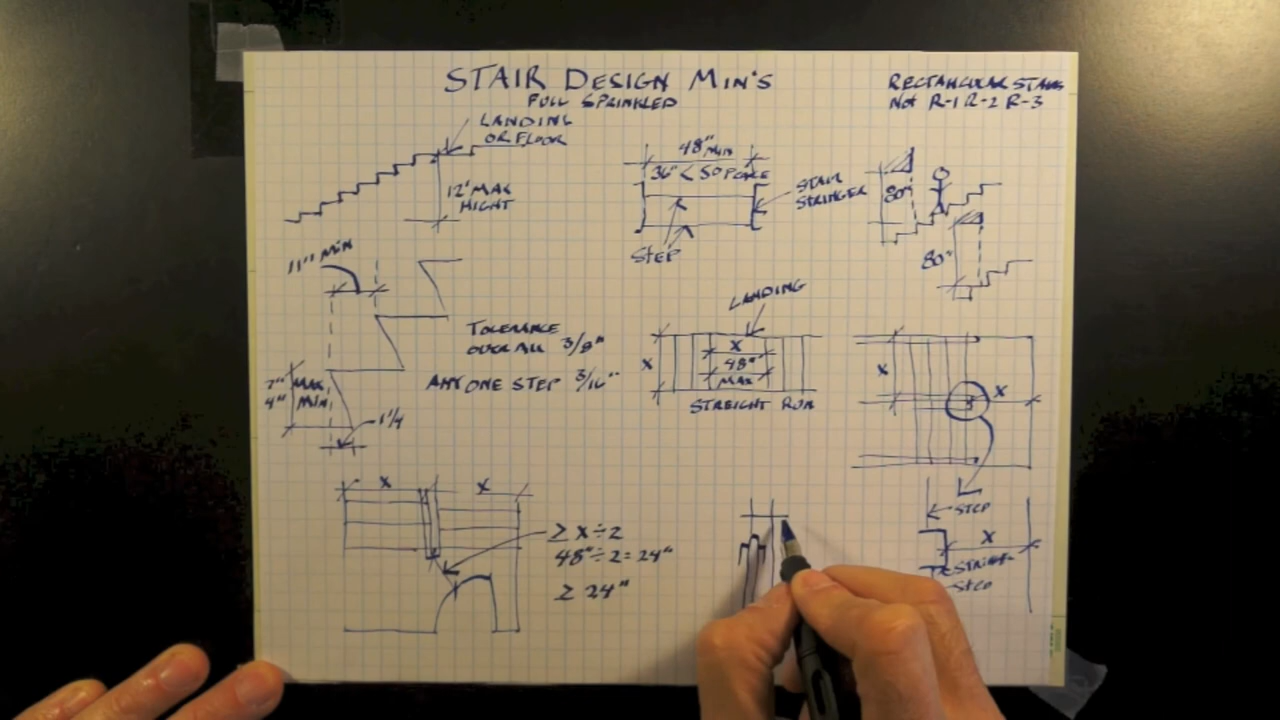 STAIR DESIGN MIN'S
FULL SPRINKLED
RECTANGULAR STAIRS
NOT R-1 R-2 R-3
LANDING
OR FLOOR
12' MAX
HIGHT
48" MIN
36" < 50 PEOPLE
STAIR
STRINGER
STEP
80"
80"
11" MIN
TOLERANCE
OVER ALL 3/8"
ANY ONE STEP 3/16"
7" MAX
4" MIN
1 1/4
LANDING
X
X
48"
MAX
STREIGHT RUN
X
X
X
X
≥ X ÷ 2
48" ÷ 2 = 24"
≥ 24"
STEP
X